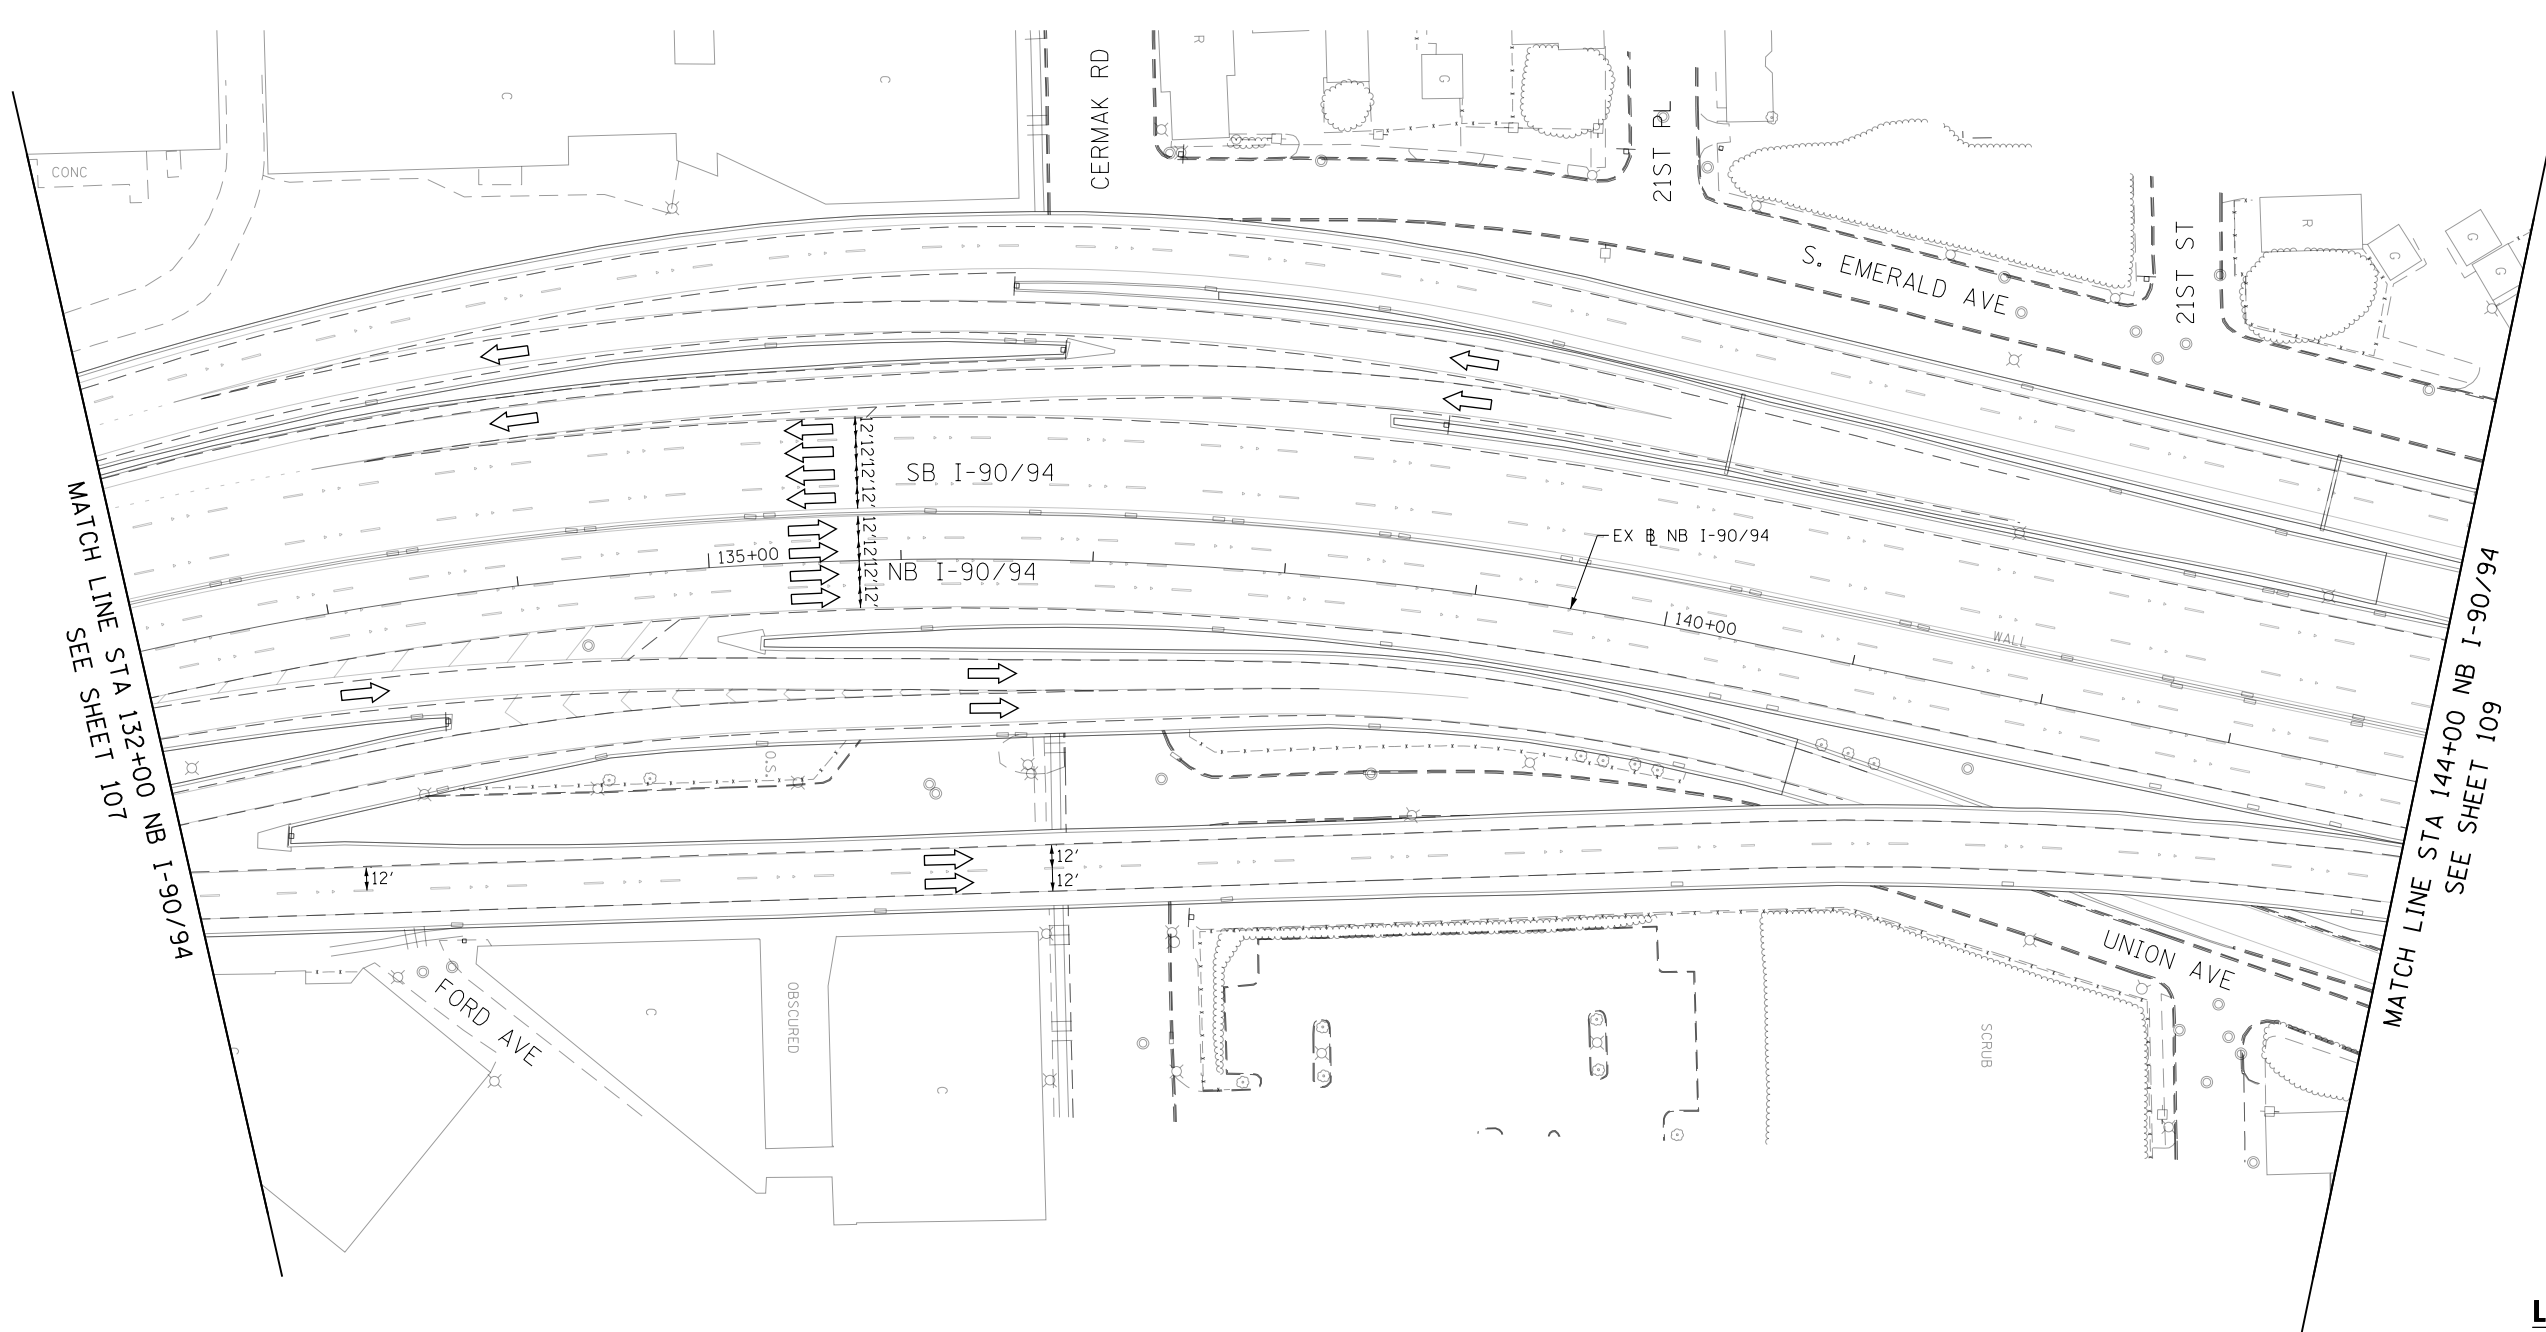 CERMAK RD
21ST PL
S. EMERALD AVE
21ST ST
R
G
R
G
G
G
C
C
CONC
SB I-90/94
12'
12'
12'
12'
135+00
NB I-90/94
12'
12'
12'
12'
EX BL NB I-90/94
140+00
WALL
MATCH LINE STA 132+00 NB I-90/94
SEE SHEET 107
MATCH LINE STA 144+00 NB I-90/94
SEE SHEET 109
O.S.
12'
12'
12'
FORD AVE
UNION AVE
OBSCURED
C
C
C
SCRUB
L